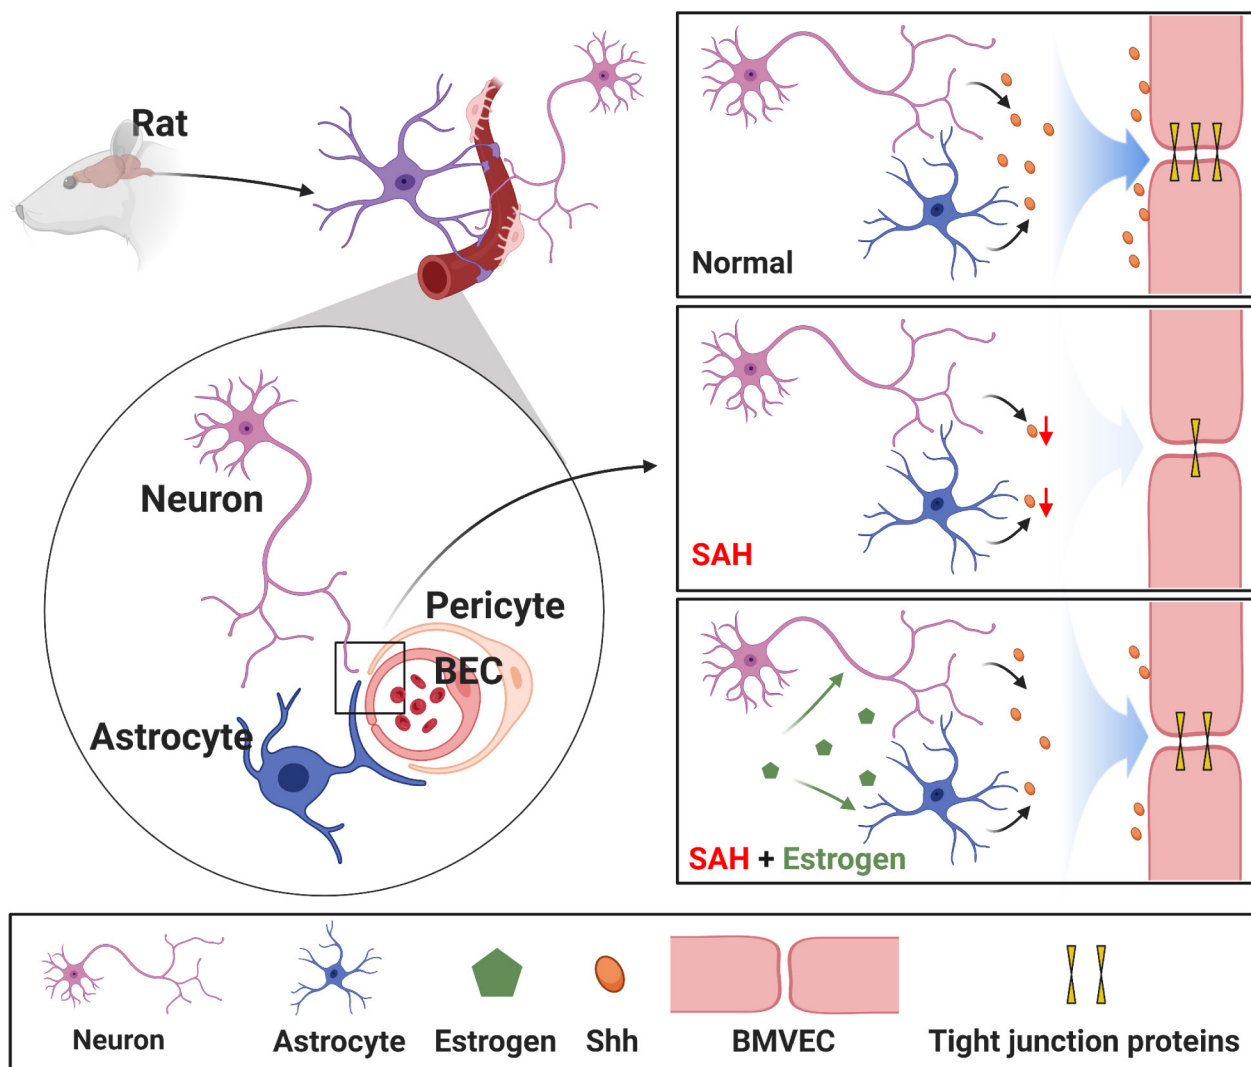 Rat
Neuron
Pericyte
BEC
Astrocyte
Normal
SAH
SAH + Estrogen
Neuron
Astrocyte
Estrogen
Shh
BMVEC
Tight junction proteins